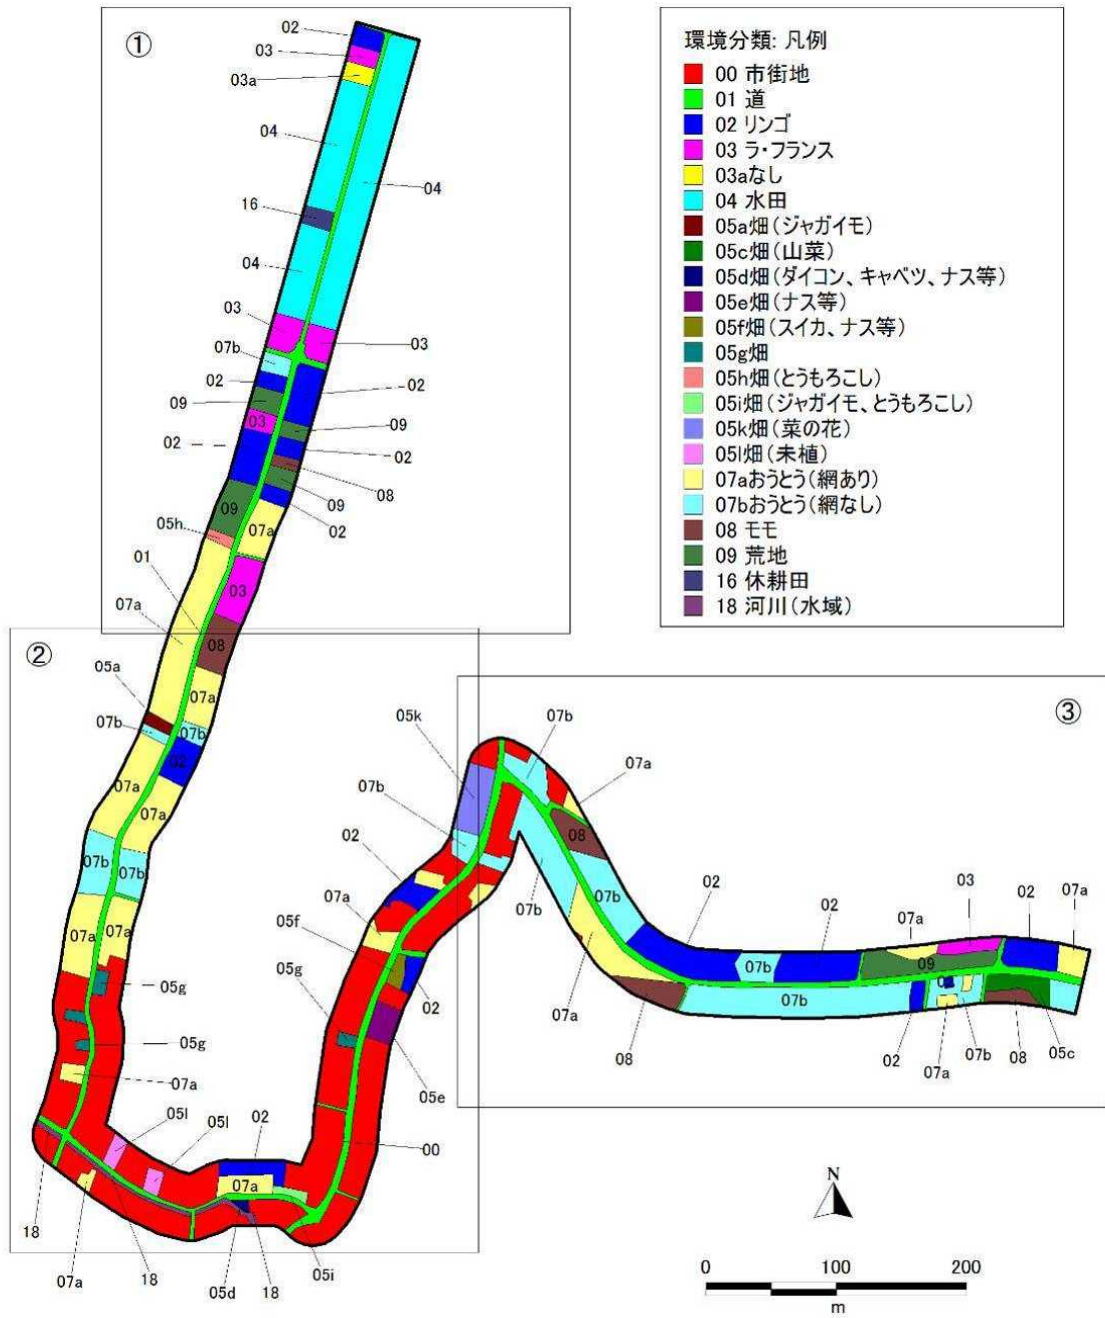 ①
02
03
03a
04
04
16
04
03
03
07b
02
02
09
03
09
02
02
08
09
09
02
05h
07a
01
03
07a
08
環境分類: 凡例
00 市街地
01 道
02 リンゴ
03 ラ・フランス
03aなし
04 水田
05a畑(ジャガイモ)
05c畑(山菜)
05d畑(ダイコン、キャベツ、ナス等)
05e畑(ナス等)
05f畑(スイカ、ナス等)
05g畑
05h畑(とうもろこし)
05i畑(ジャガイモ、とうもろこし)
05k畑(菜の花)
05l畑(未植)
07aおうとう(網あり)
07bおうとう(網なし)
08 モモ
09 荒地
16 休耕田
18 河川(水域)
②
05a
07a
07b
07b
02
07a
07a
07b
07b
07a
07a
05g
05g
07a
05l
05l
02
07a
18
07a
18
05d
18
05i
00
05e
02
05g
05f
07a
02
07b
05k
③
07b
07a
08
07b
07b
02
02
07a
03
02
07a
07b
09
07a
07b
08
02
07a
07b
08
05c
N
0 100 200
m